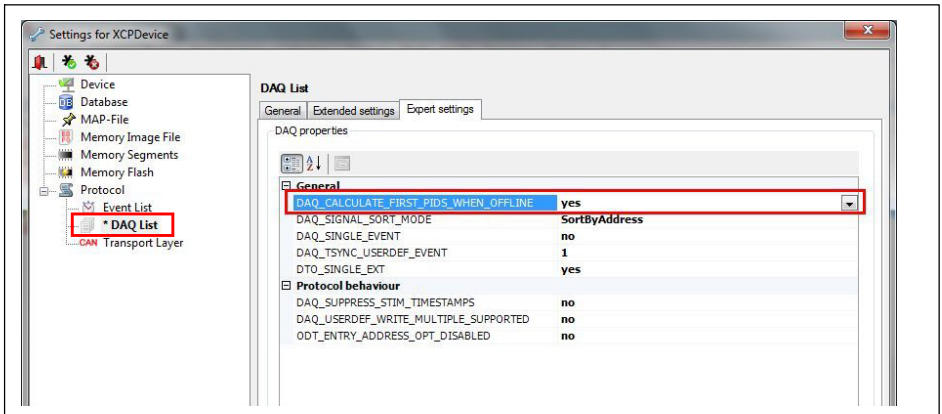 Settings for XCPDevice
Device
Database
MAP-File
Memory Image File
Memory Segments
Memory Flash
Protocol
Event List
* DAQ List
CAN Transport Layer
DAQ List
General Extended settings Expert settings
DAQ properties
General
DAQ_CALCULATE_FIRST_PIDS_WHEN_OFFLINE yes
DAQ_SIGNAL_SORT_MODE SortByAddress
DAQ_SINGLE_EVENT no
DAQ_TSYNC_USERDEF_EVENT 1
DTO_SINGLE_EXT yes
Protocol behaviour
DAQ_SUPPRESS_STIM_TIMESTAMPS no
DAQ_USERDEF_WRITE_MULTIPLE_SUPPORTED no
ODT_ENTRY_ADDRESS_OPT_DISABLED no